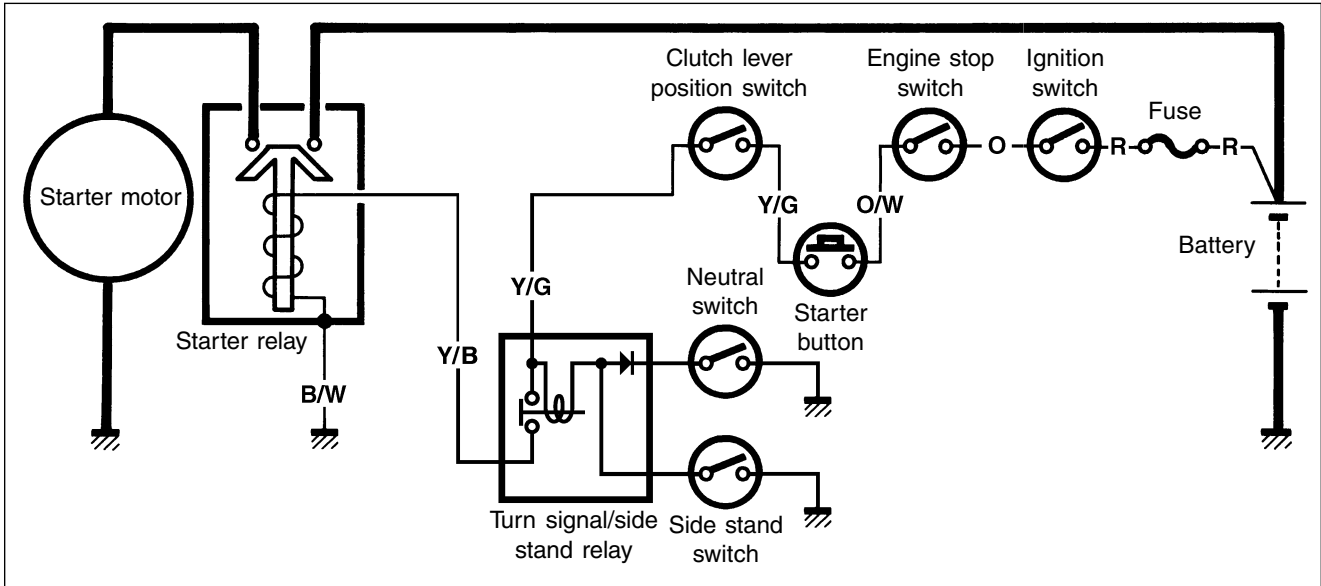 Clutch lever
position switch
Engine stop
switch
Ignition
switch
Fuse
O
R
R
Starter motor
Y/G
O/W
Battery
Y/G
Neutral
switch
Starter
button
Starter relay
Y/B
B/W
Turn signal/side
stand relay
Side stand
switch